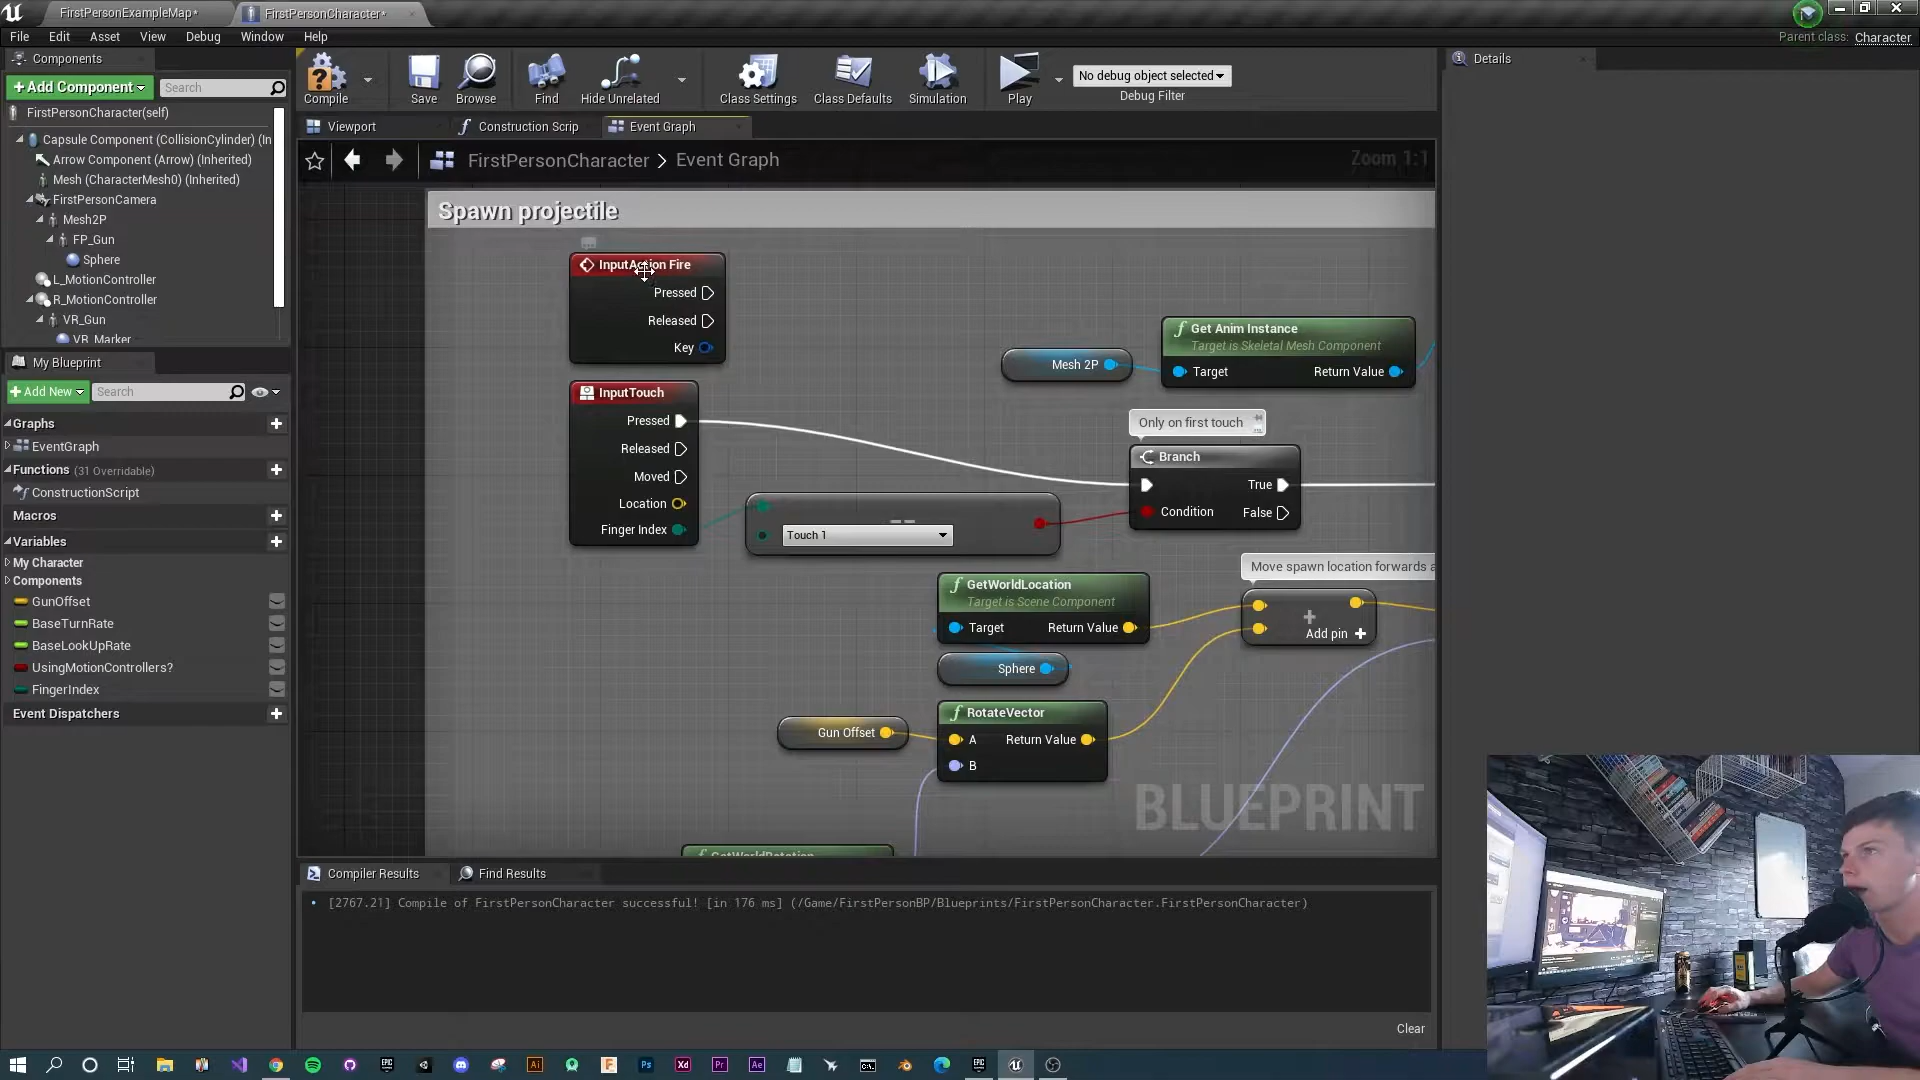 FirstPersonExampleMap*
FirstPersonCharacter*
File Edit Asset View Debug Window Help
Parent class: Character
Components
+Add Component
Search
FirstPersonCharacter(self)
Capsule Component (CollisionCylinder) (In
Arrow Component (Arrow) (Inherited)
Mesh (CharacterMesh0) (Inherited)
FirstPersonCamera
Mesh2P
FP_Gun
Sphere
L_MotionController
R_MotionController
VR_Gun
VR_Marker
My Blueprint
+Add New
Search
Graphs
EventGraph
Functions (31 Overridable)
ConstructionScript
Macros
Variables
My Character
Components
GunOffset
BaseTurnRate
BaseLookUpRate
UsingMotionControllers?
FingerIndex
Event Dispatchers
Compile
Save
Browse
Find
Hide Unrelated
Class Settings
Class Defaults
Simulation
Play
No debug object selected
Debug Filter
Viewport
Construction Scrip
Event Graph
FirstPersonCharacter > Event Graph
Zoom 1:1
Spawn projectile
InputAction Fire
Pressed
Released
Key
InputTouch
Pressed
Released
Moved
Location
Finger Index
Touch 1
Mesh 2P
Get Anim Instance
Target is Skeletal Mesh Component
Target
Return Value
Only on first touch
Branch
True
Condition
False
GetWorldLocation
Target is Scene Component
Target
Return Value
Sphere
Move spawn location forwards a
Add pin +
Gun Offset
RotateVector
A
Return Value
B
BLUEPRINT
Compiler Results
Find Results
[2767.21] Compile of FirstPersonCharacter successful! [in 176 ms] (/Game/FirstPersonBP/Blueprints/FirstPersonCharacter.FirstPersonCharacter)
Clear
Details